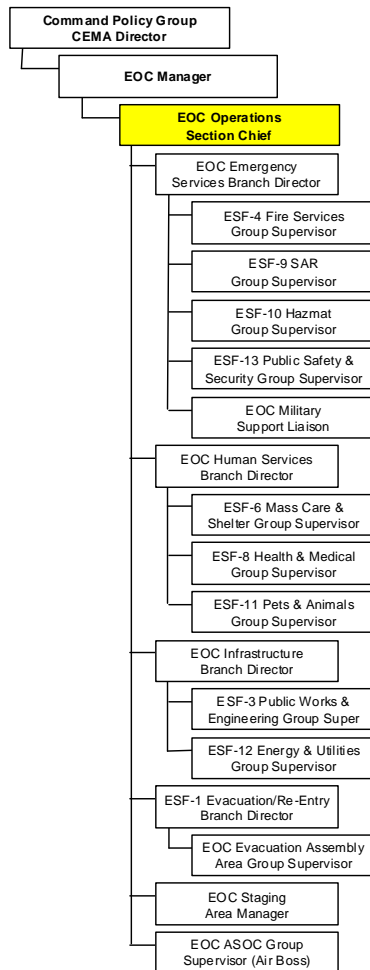 Command Policy Group
CEMA Director
EOC Manager
EOC Operations
Section Chief
EOC Emergency
Services Branch Director
ESF-4 Fire Services
Group Supervisor
ESF-9 SAR
Group Supervisor
ESF-10 Hazmat
Group Supervisor
ESF-13 Public Safety &
Security Group Supervisor
EOC Military
Support Liaison
EOC Human Services
Branch Director
ESF-6 Mass Care &
Shelter Group Supervisor
ESF-8 Health & Medical
Group Supervisor
ESF-11 Pets & Animals
Group Supervisor
EOC Infrastructure
Branch Director
ESF-3 Public Works &
Engineering Group Super
ESF-12 Energy & Utilities
Group Supervisor
ESF-1 Evacuation/Re-Entry
Branch Director
EOC Evacuation Assembly
Area Group Supervisor
EOC Staging
Area Manager
EOC ASOC Group
Supervisor (Air Boss)